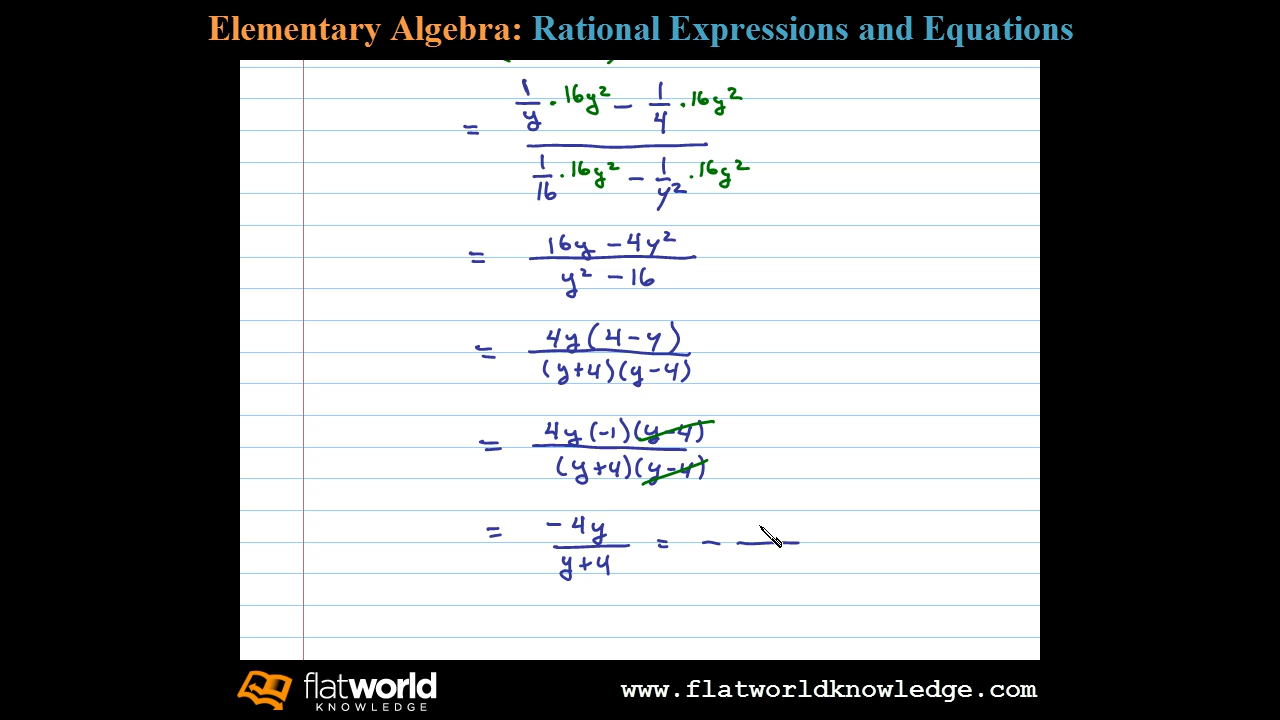 Elementary Algebra: Rational Expressions and Equations
1/y · 16y² − 1/4 · 16y²
=
1/16 · 16y² − 1/y² · 16y²
= 16y − 4y²
y² − 16
= 4y(4 − y)
(y+4)(y−4)
= 4y(−1)(y−4)
(y+4)(y−4)
= −4y = −
y+4
flatworld
KNOWLEDGE
www.flatworldknowledge.com